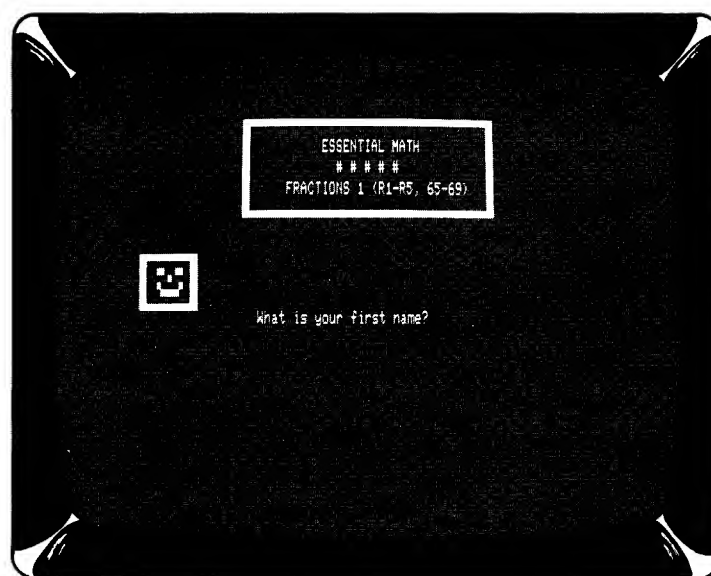 ESSENTIAL MATH
# # # # #
FRACTIONS 1 (R1-R5, 65-69)
What is your first name?